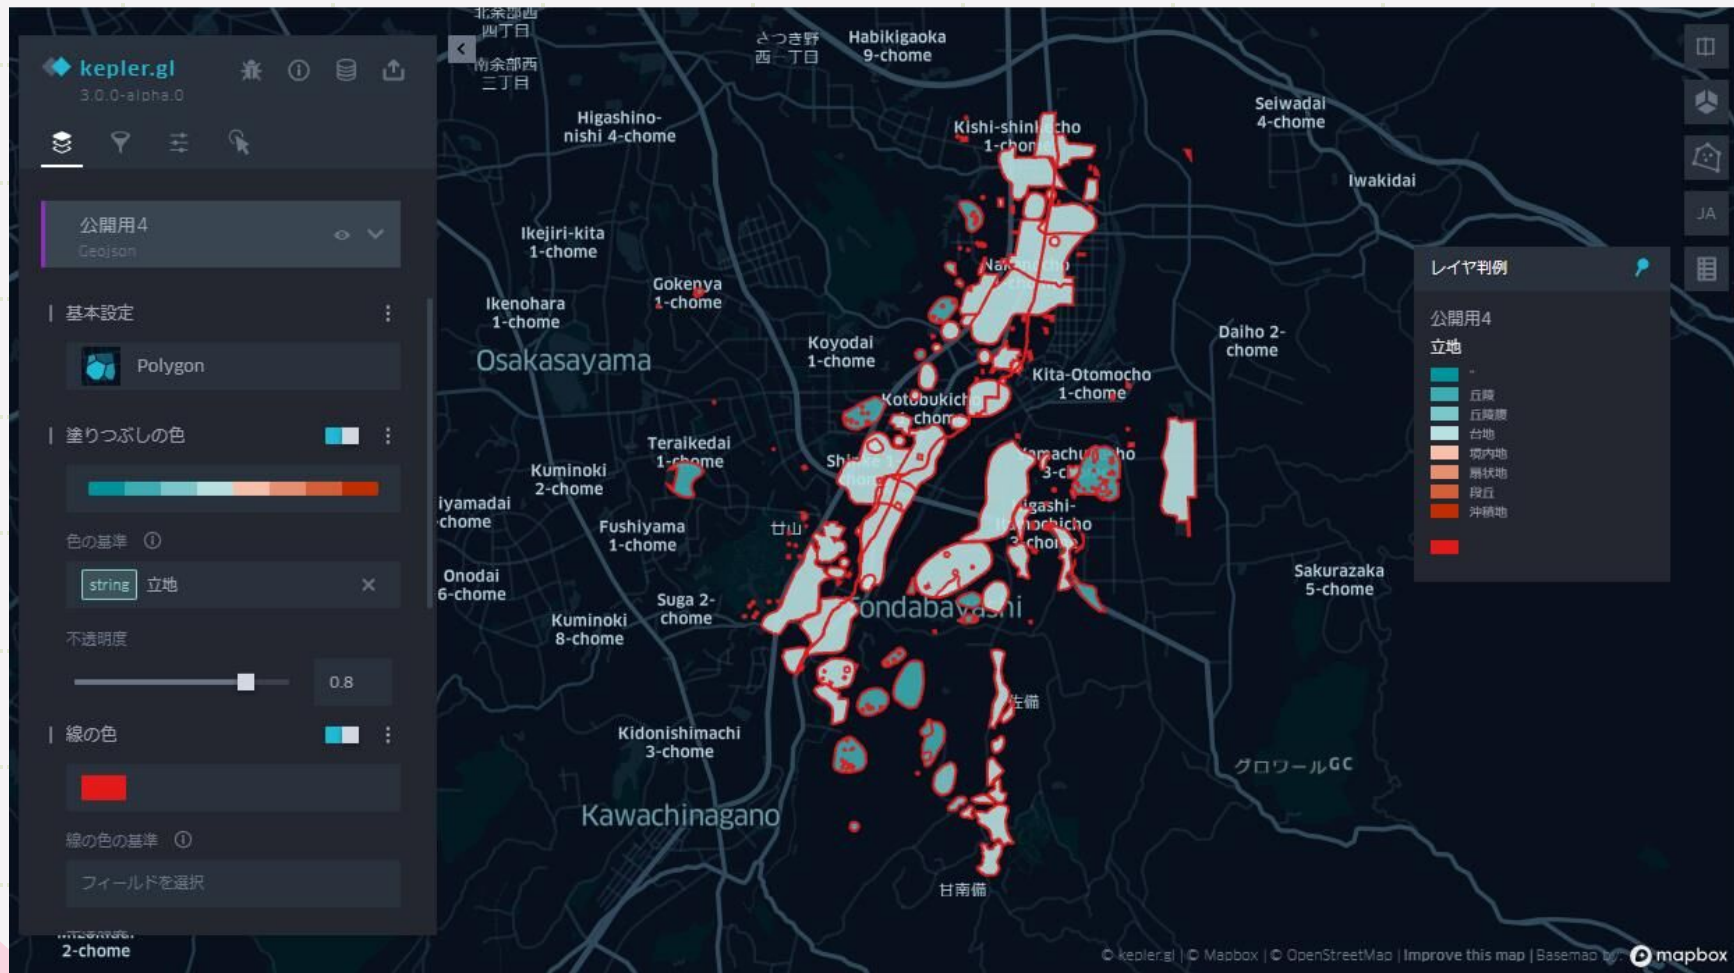 kepler.gl
3.0.0-alpha.0
公開用4
Geojson
基本設定
Polygon
塗りつぶしの色
色の基準
string 立地
不透明度
0.8
線の色
線の色の基準
フィールドを選択
2-chome
北余部西
四丁目
南余部西
三丁目
さつき野
西一丁目
Habikigaoka
9-chome
Higashino-
nishi 4-chome
Kishi-shinkecho
1-chome
Seiwadai
4-chome
Iwakidai
Ikejiri-kita
1-chome
Gokenya
1-chome
Ikenohara
1-chome
Osakasayama
Koyodai
1-chome
Daiho 2-
chome
Kita-Otomocho
1-chome
Kotobukicho
Teraikedai
1-chome
Kuminoki
2-chome
iyamadai
chome
Fushiyama
1-chome
廿山
Onodai
6-chome
Suga 2-
chome
Kuminoki
8-chome
Sakurazaka
5-chome
Tondabayashi
佐備
Kidonishimachi
3-chome
グロワールGC
Kawachinagano
甘南備
JA
レイヤ判例
公開用4
立地
丘陵
丘陵腰
台地
境内地
扇状地
段丘
沖積地
© kepler.gl | © Mapbox | © OpenStreetMap | Improve this map | Basemap by:
mapbox